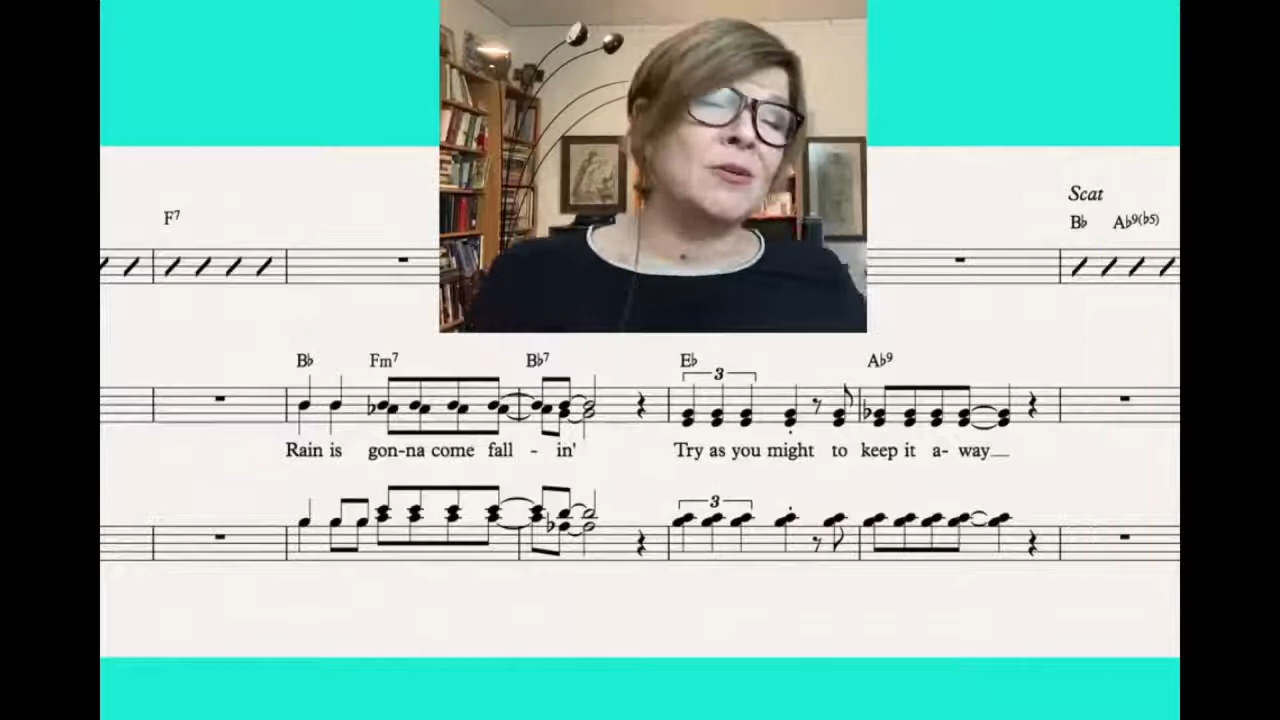 Scat
F7 B♭ A♭9(♭5)
B♭ Fm7 B♭7 E♭ A♭9
3
Rain is gon-na come fall - in' Try as you might to keep it a- way
3